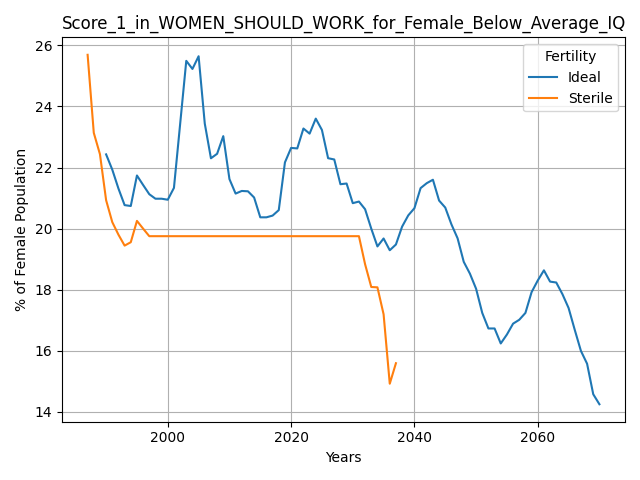 Score_1_in_WOMEN_SHOULD_WORK_for_Female_Below_Average_IQ
Fertility
Ideal
Sterile
% of Female Population
26
24
22
20
18
16
14
2000
2020
2040
2060
Years